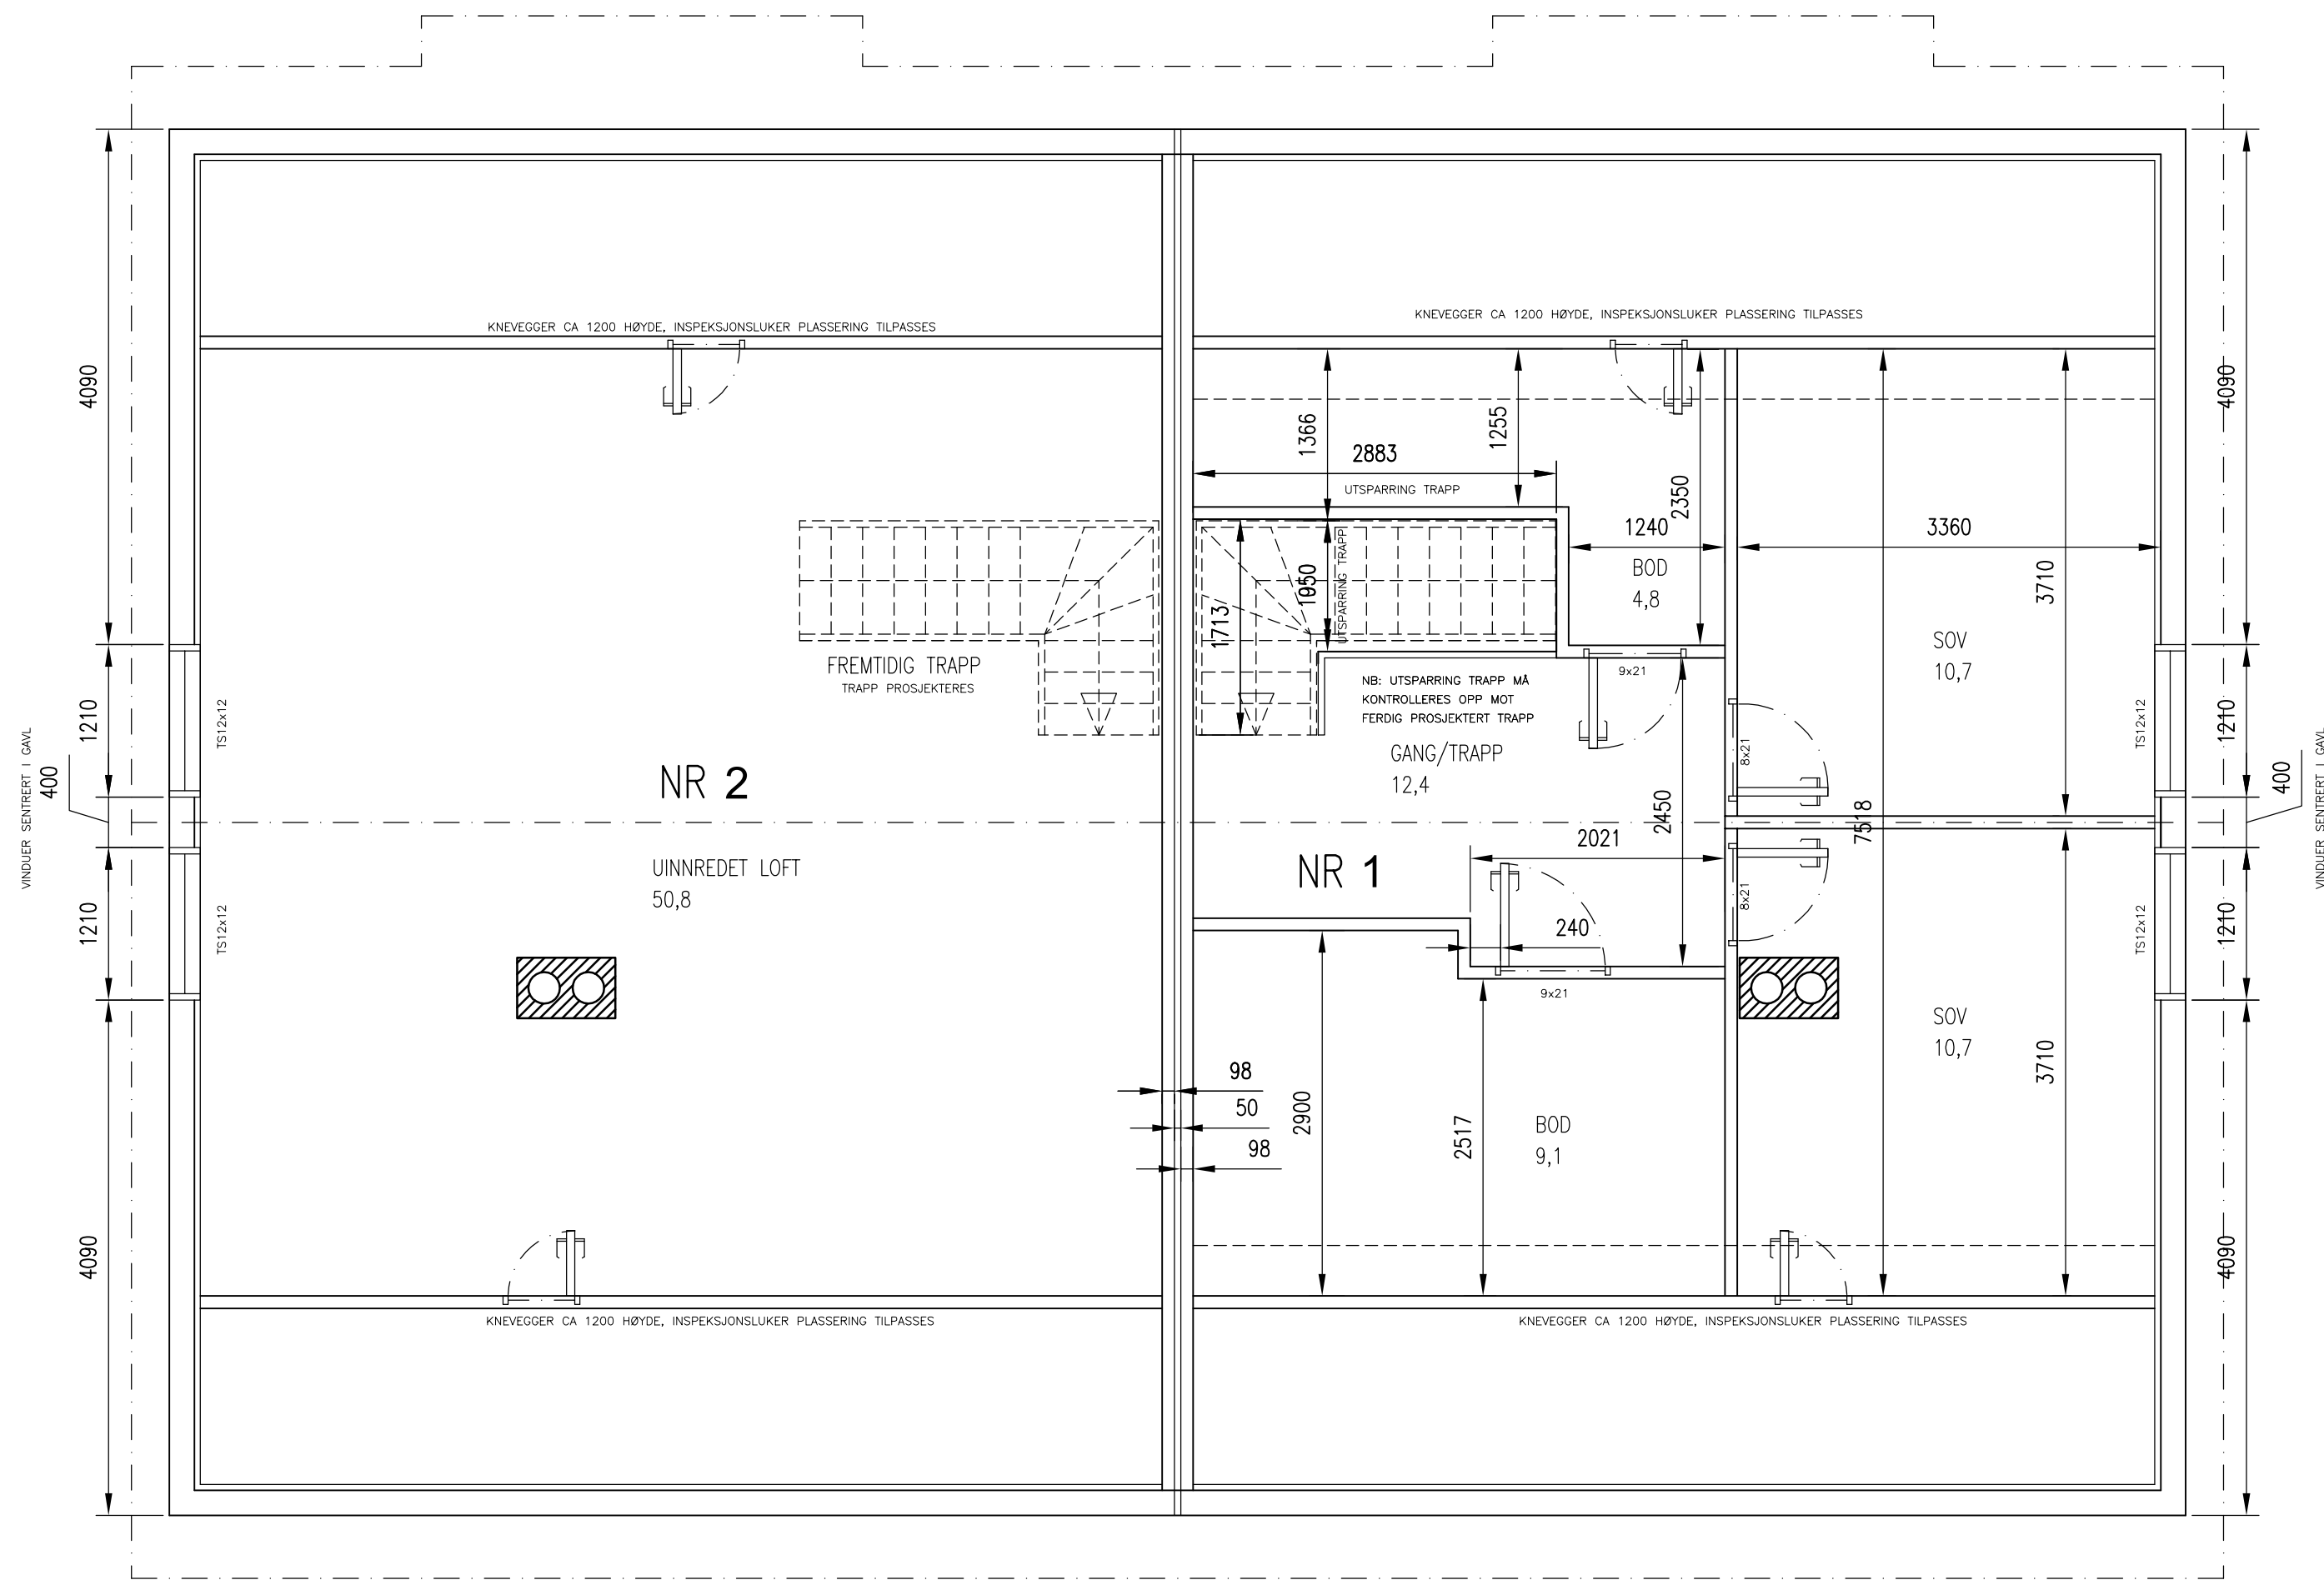 KNEVEGGER CA 1200 HØYDE, INSPEKSJONSLUKER PLASSERING TILPASSES
KNEVEGGER CA 1200 HØYDE, INSPEKSJONSLUKER PLASSERING TILPASSES
4090
1210
400
1210
4090
VINDUER SENTRERT I GAVL
TS12x12
TS12x12
FREMTIDIG TRAPP
TRAPP PROSJEKTERES
NR 2
UINNREDET LOFT
50,8
KNEVEGGER CA 1200 HØYDE, INSPEKSJONSLUKER PLASSERING TILPASSES
1366
1255
2883
UTSPARRING TRAPP
2350
1240
BOD
4,8
1713
1950
UTSPARRING TRAPP
9x21
NB: UTSPARRING TRAPP MÅ
KONTROLLERES OPP MOT
FERDIG PROSJEKTERT TRAPP
GANG/TRAPP
12,4
2450
2021
NR 1
240
9x21
98
50
98
2900
2517
BOD
9,1
3360
3710
SOV
10,7
8x21
7518
8x21
SOV
10,7
3710
TS12x12
TS12x12
4090
1210
400
1210
4090
VINDUER SENTRERT I GAVL
KNEVEGGER CA 1200 HØYDE, INSPEKSJONSLUKER PLASSERING TILPASSES